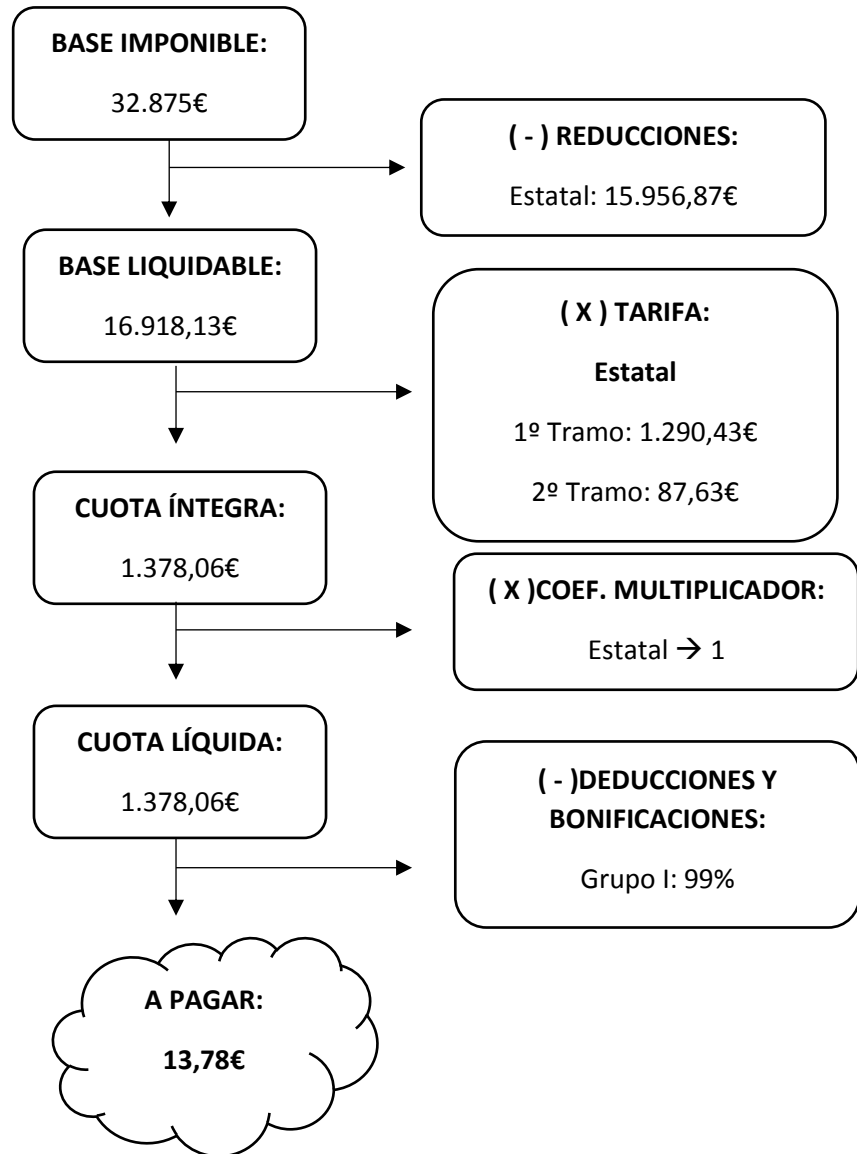 BASE IMPONIBLE:
32.875€
( - ) REDUCCIONES:
Estatal: 15.956,87€
BASE LIQUIDABLE:
16.918,13€
( X ) TARIFA:
Estatal
1º Tramo: 1.290,43€
2º Tramo: 87,63€
CUOTA ÍNTEGRA:
1.378,06€
( X )COEF. MULTIPLICADOR:
Estatal → 1
CUOTA LÍQUIDA:
1.378,06€
( - )DEDUCCIONES Y
BONIFICACIONES:
Grupo I: 99%
A PAGAR:
13,78€